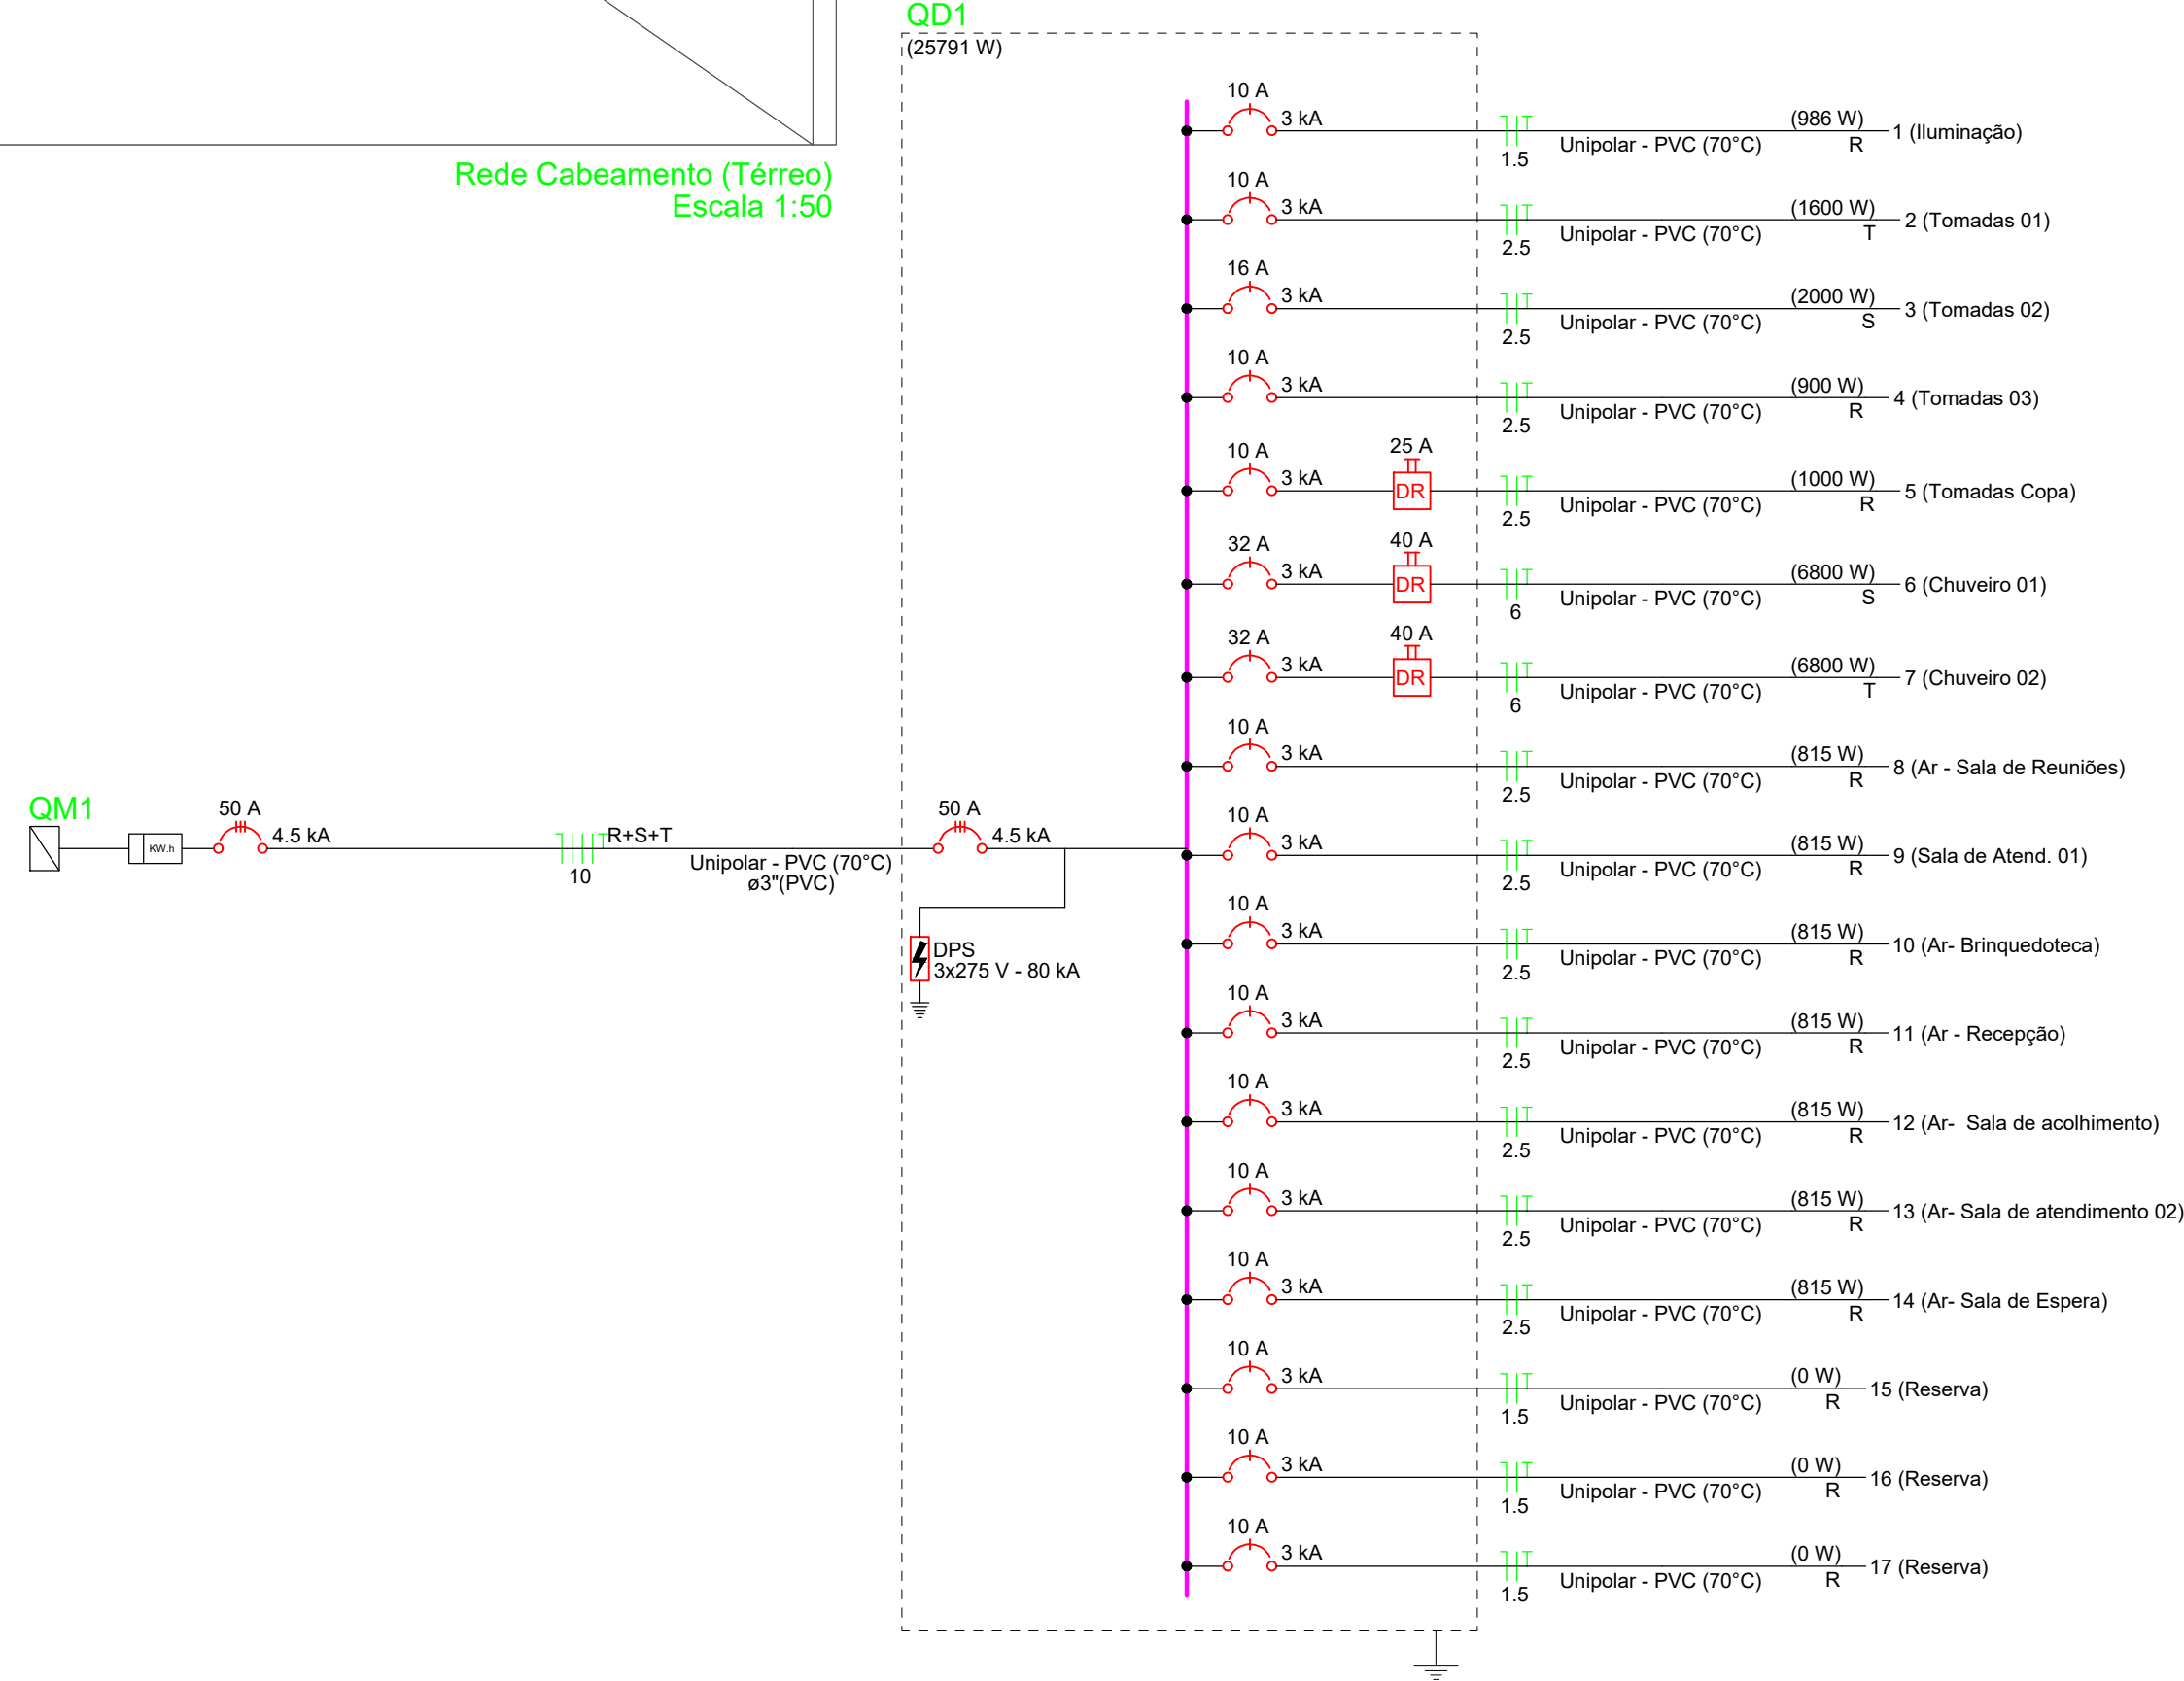 QD1
(25791 W)
Rede Cabeamento (Térreo)
Escala 1:50
10 A
3 kA
1.5
Unipolar - PVC (70°C)
(986 W)
R
1 (Iluminação)
10 A
3 kA
2.5
Unipolar - PVC (70°C)
(1600 W)
T
2 (Tomadas 01)
16 A
3 kA
2.5
Unipolar - PVC (70°C)
(2000 W)
S
3 (Tomadas 02)
10 A
3 kA
2.5
Unipolar - PVC (70°C)
(900 W)
R
4 (Tomadas 03)
10 A
3 kA
25 A
DR
2.5
Unipolar - PVC (70°C)
(1000 W)
R
5 (Tomadas Copa)
32 A
3 kA
40 A
DR
6
Unipolar - PVC (70°C)
(6800 W)
S
6 (Chuveiro 01)
32 A
3 kA
40 A
DR
6
Unipolar - PVC (70°C)
(6800 W)
T
7 (Chuveiro 02)
10 A
3 kA
2.5
Unipolar - PVC (70°C)
(815 W)
R
8 (Ar - Sala de Reuniões)
QM1
KW.h
50 A
4.5 kA
10
R+S+T
Unipolar - PVC (70°C)
ø3"(PVC)
50 A
4.5 kA
DPS
3x275 V - 80 kA
10 A
3 kA
2.5
Unipolar - PVC (70°C)
(815 W)
R
9 (Sala de Atend. 01)
10 A
3 kA
2.5
Unipolar - PVC (70°C)
(815 W)
R
10 (Ar- Brinquedoteca)
10 A
3 kA
2.5
Unipolar - PVC (70°C)
(815 W)
R
11 (Ar - Recepção)
10 A
3 kA
2.5
Unipolar - PVC (70°C)
(815 W)
R
12 (Ar-  Sala de acolhimento)
10 A
3 kA
2.5
Unipolar - PVC (70°C)
(815 W)
R
13 (Ar- Sala de atendimento 02)
10 A
3 kA
2.5
Unipolar - PVC (70°C)
(815 W)
R
14 (Ar- Sala de Espera)
10 A
3 kA
1.5
Unipolar - PVC (70°C)
(0 W)
R
15 (Reserva)
10 A
3 kA
1.5
Unipolar - PVC (70°C)
(0 W)
R
16 (Reserva)
10 A
3 kA
1.5
Unipolar - PVC (70°C)
(0 W)
R
17 (Reserva)